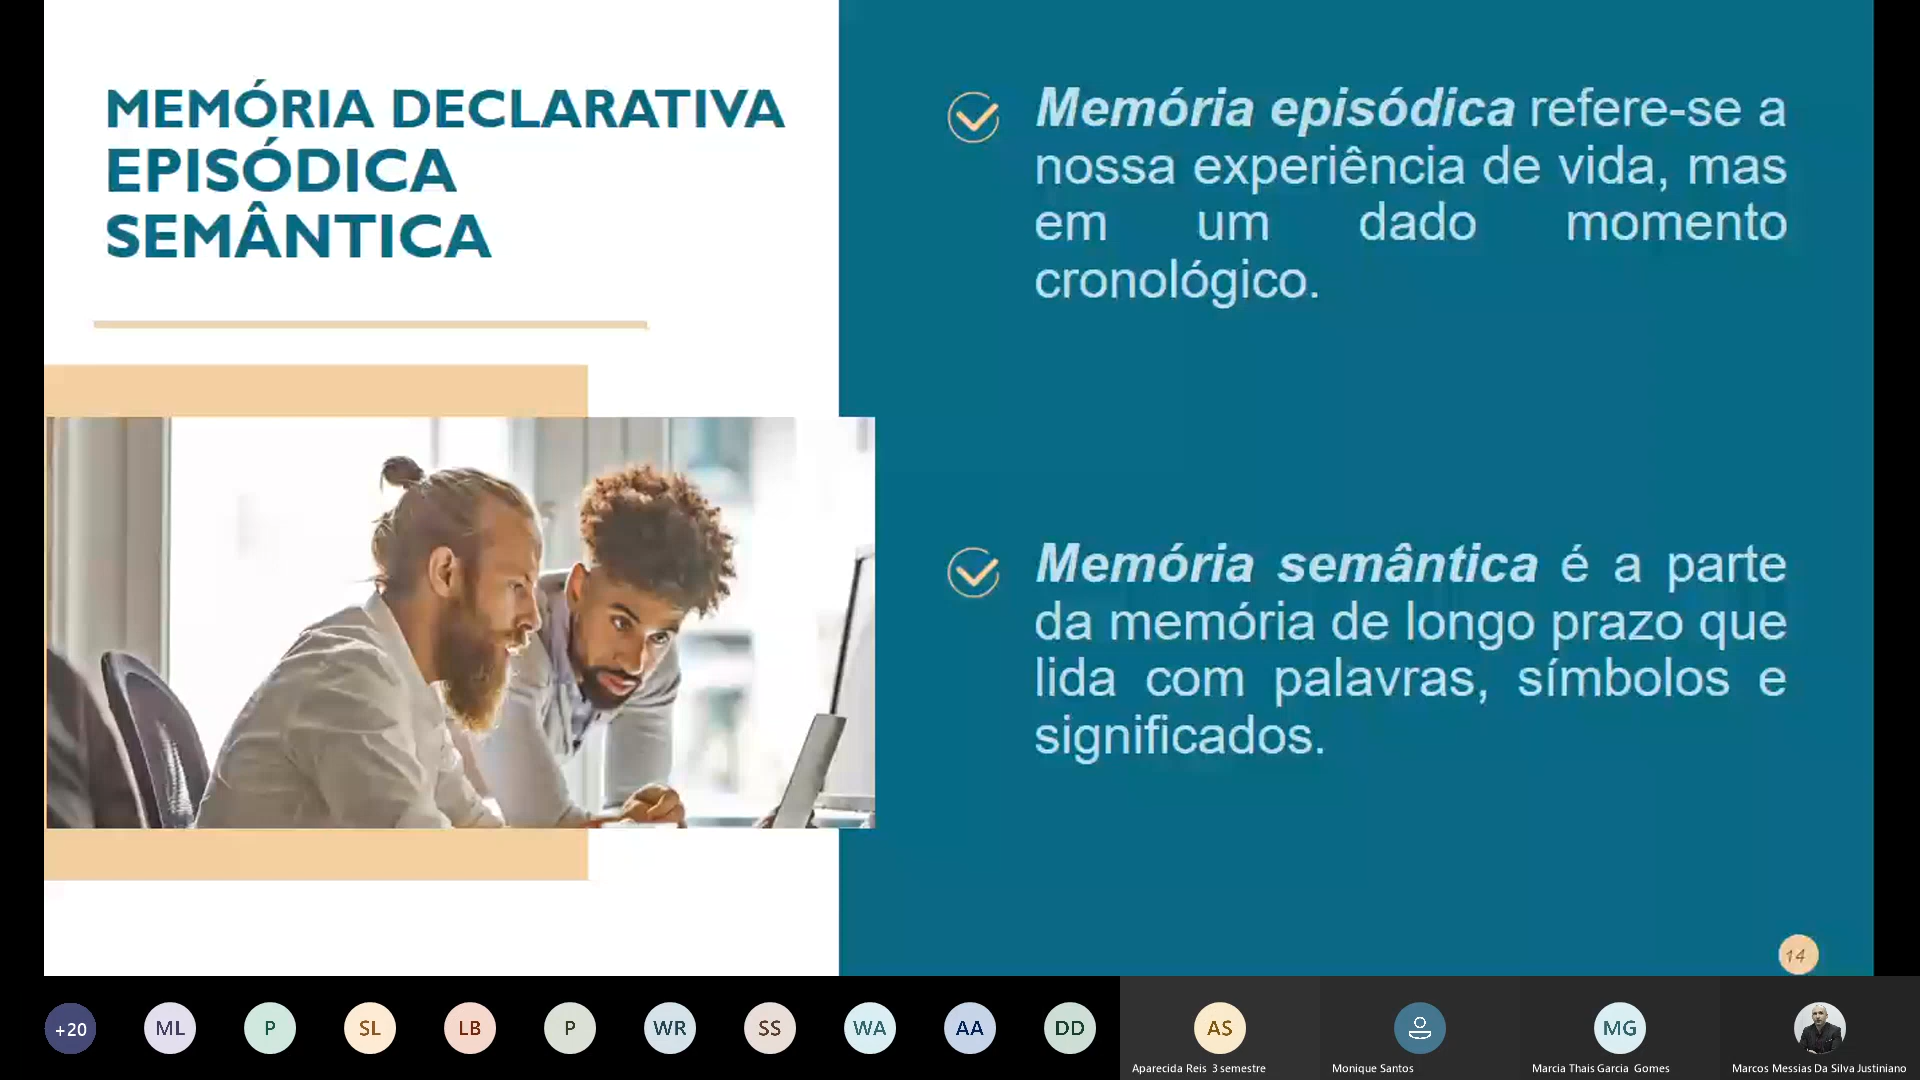 MEMÓRIA DECLARATIVA
EPISÓDICA
SEMÂNTICA
Memória episódica refere-se a
nossa experiência de vida, mas
em um dado momento
cronológico.
Memória semântica é a parte
da memória de longo prazo que
lida com palavras, símbolos e
significados.
14
+20
ML
P
SL
LB
P
WR
SS
WA
AA
DD
AS
MG
Aparecida Reis 3 semestre
Monique Santos
Marcia Thais Garcia Gomes
Marcos Messias Da Silva Justiniano